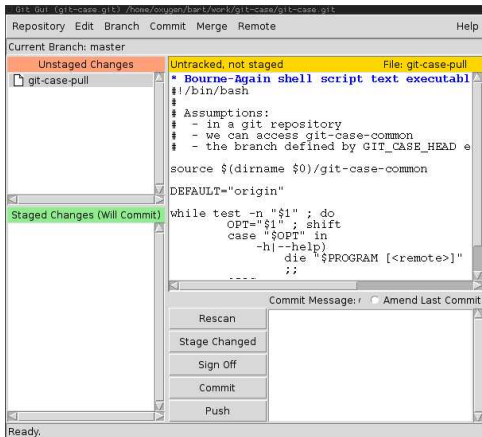 Git Gui (git-case.git) /home/oxygen/bart/work/git-case/git-case.git
Repository Edit Branch Commit Merge Remote Help
Current Branch: master
Unstaged Changes
git-case-pull
Staged Changes (Will Commit)
Untracked, not staged File: git-case-pull
* Bourne-Again shell script text executabl
#!/bin/bash
#
# Assumptions:
#  - in a git repository
#  - we can access git-case-common
#  - the branch defined by GIT_CASE_HEAD e
source $(dirname $0)/git-case-common
DEFAULT="origin"
while test -n "$1" ; do
OPT="$1" ; shift
case "$OPT" in
-h|--help)
die "$PROGRAM [<remote>]"
;;
Commit Message: Amend Last Commit
Rescan
Stage Changed
Sign Off
Commit
Push
Ready.